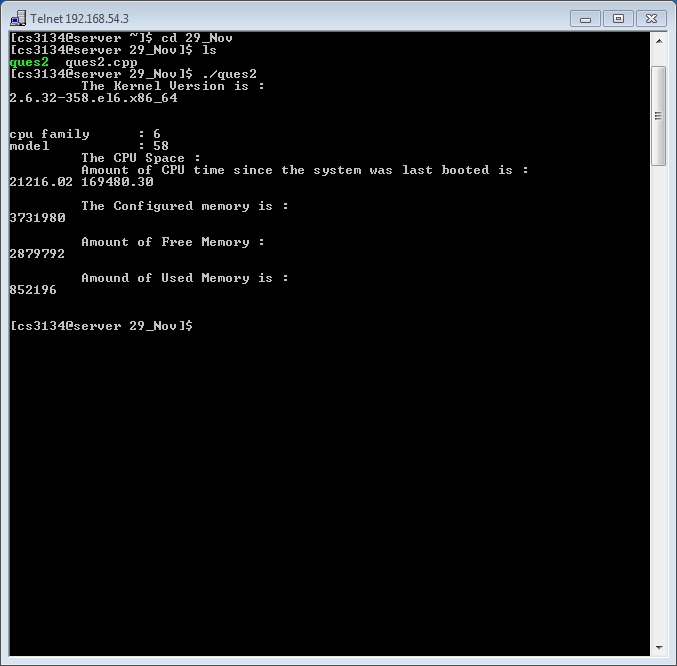 Telnet 192.168.54.3
[cs3134@server ~]$ cd 29_Nov
[cs3134@server 29_Nov]$ ls
ques2  ques2.cpp
[cs3134@server 29_Nov]$ ./ques2
         The Kernel Version is :
2.6.32-358.el6.x86_64
cpu family      : 6
model           : 58
         The CPU Space :
         Amount of CPU time since the system was last booted is :
21216.02 169480.30
         The Configured memory is :
3731980
         Amount of Free Memory :
2879792
         Amound of Used Memory is :
852196
[cs3134@server 29_Nov]$